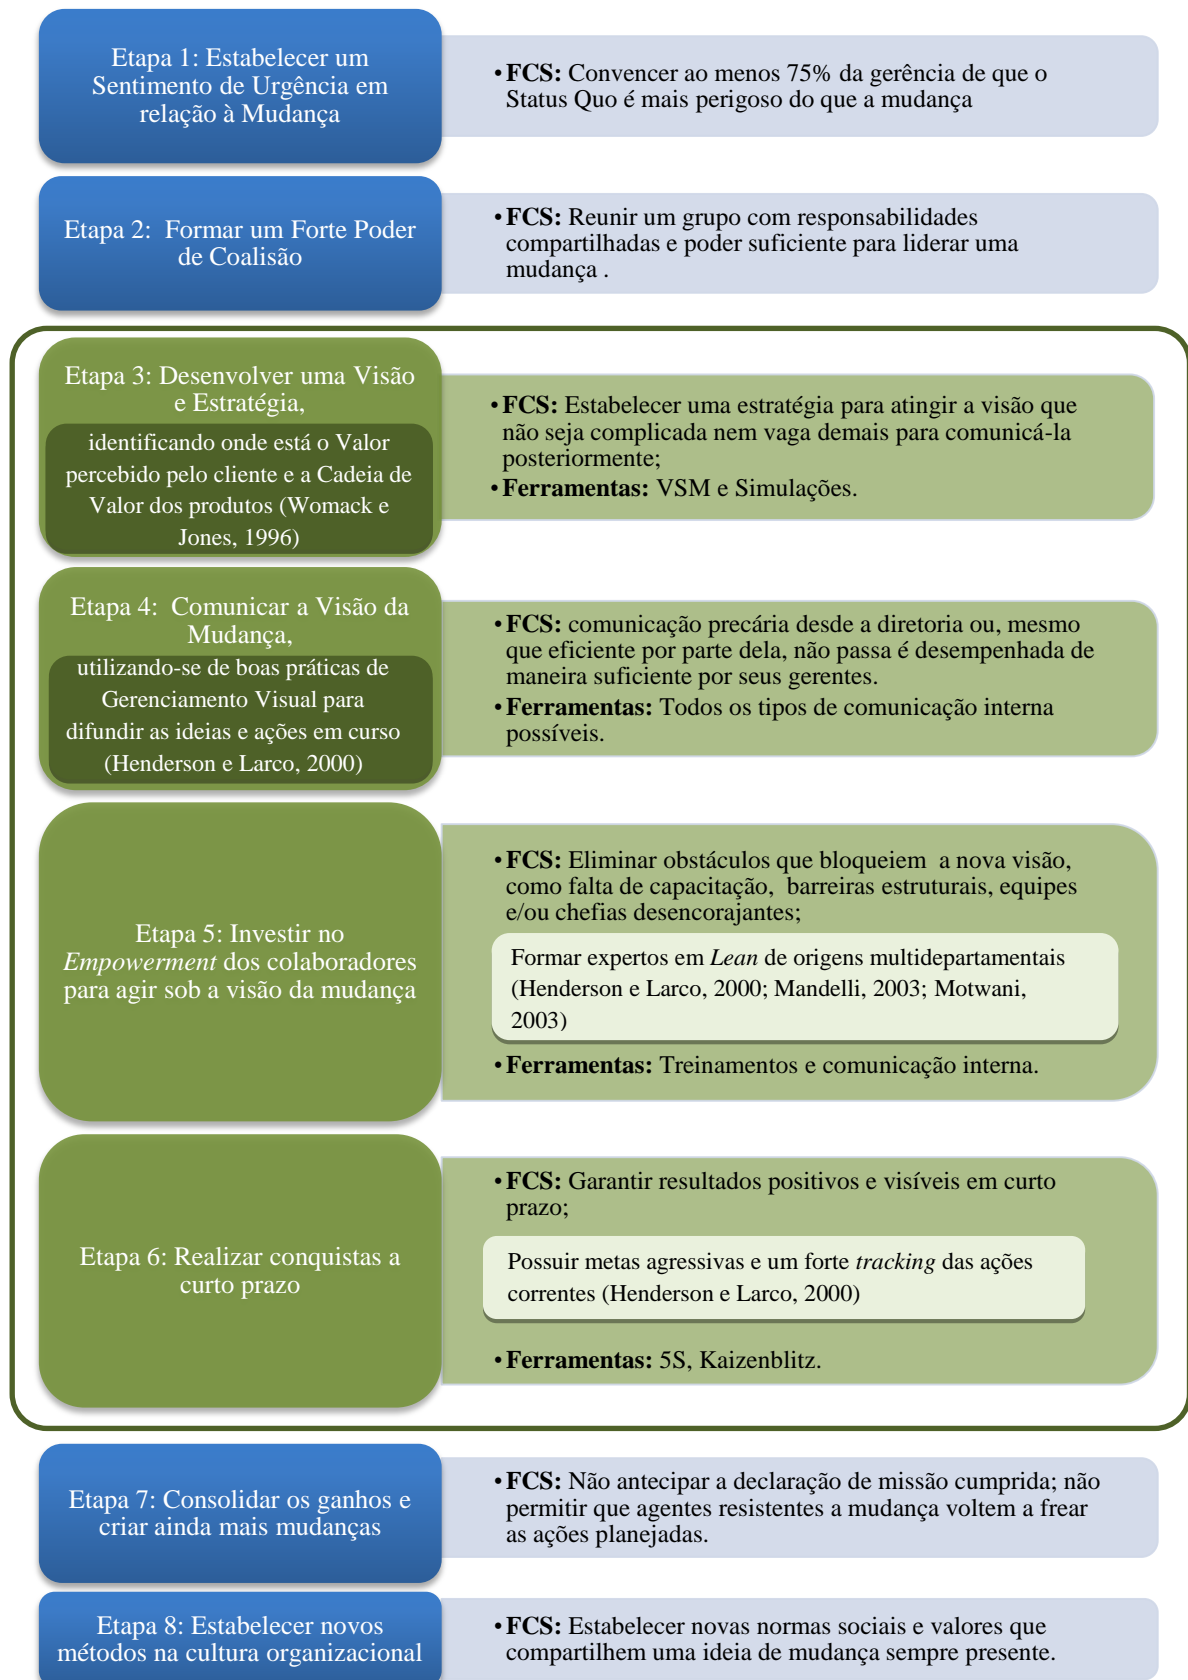 Etapa 1: Estabelecer um
Sentimento de Urgência em
relação à Mudança
• FCS: Convencer ao menos 75% da gerência de que o
Status Quo é mais perigoso do que a mudança
Etapa 2: Formar um Forte Poder
de Coalisão
• FCS: Reunir um grupo com responsabilidades
compartilhadas e poder suficiente para liderar uma
mudança .
Etapa 3: Desenvolver uma Visão
e Estratégia,
identificando onde está o Valor
percebido pelo cliente e a Cadeia de
Valor dos produtos (Womack e
Jones, 1996)
• FCS: Estabelecer uma estratégia para atingir a visão que
não seja complicada nem vaga demais para comunicá-la
posteriormente;
• Ferramentas: VSM e Simulações.
Etapa 4: Comunicar a Visão da
Mudança,
utilizando-se de boas práticas de
Gerenciamento Visual para
difundir as ideias e ações em curso
(Henderson e Larco, 2000)
• FCS: comunicação precária desde a diretoria ou, mesmo
que eficiente por parte dela, não passa é desempenhada de
maneira suficiente por seus gerentes.
• Ferramentas: Todos os tipos de comunicação interna
possíveis.
Etapa 5: Investir no
Empowerment dos colaboradores
para agir sob a visão da mudança
• FCS: Eliminar obstáculos que bloqueiem a nova visão,
como falta de capacitação, barreiras estruturais, equipes
e/ou chefias desencorajantes;
Formar expertos em Lean de origens multidepartamentais
(Henderson e Larco, 2000; Mandelli, 2003; Motwani,
2003)
• Ferramentas: Treinamentos e comunicação interna.
Etapa 6: Realizar conquistas a
curto prazo
• FCS: Garantir resultados positivos e visíveis em curto
prazo;
Possuir metas agressivas e um forte tracking das ações
correntes (Henderson e Larco, 2000)
• Ferramentas: 5S, Kaizenblitz.
Etapa 7: Consolidar os ganhos e
criar ainda mais mudanças
• FCS: Não antecipar a declaração de missão cumprida; não
permitir que agentes resistentes a mudança voltem a frear
as ações planejadas.
Etapa 8: Estabelecer novos
métodos na cultura organizacional
• FCS: Estabelecer novas normas sociais e valores que
compartilhem uma ideia de mudança sempre presente.